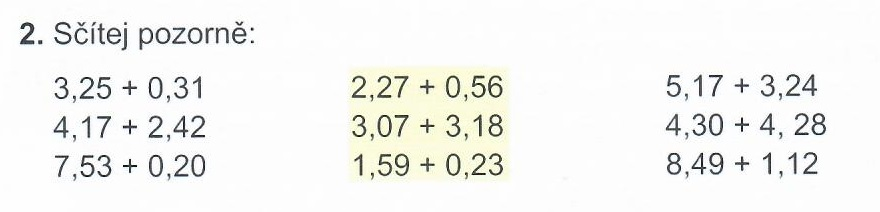 2. Sčítej pozorně:
3,25 + 0,31 2,27 + 0,56 5,17 + 3,24
4,17 + 2,42 3,07 + 3,18 4,30 + 4, 28
7,53 + 0,20 1,59 + 0,23 8,49 + 1,12